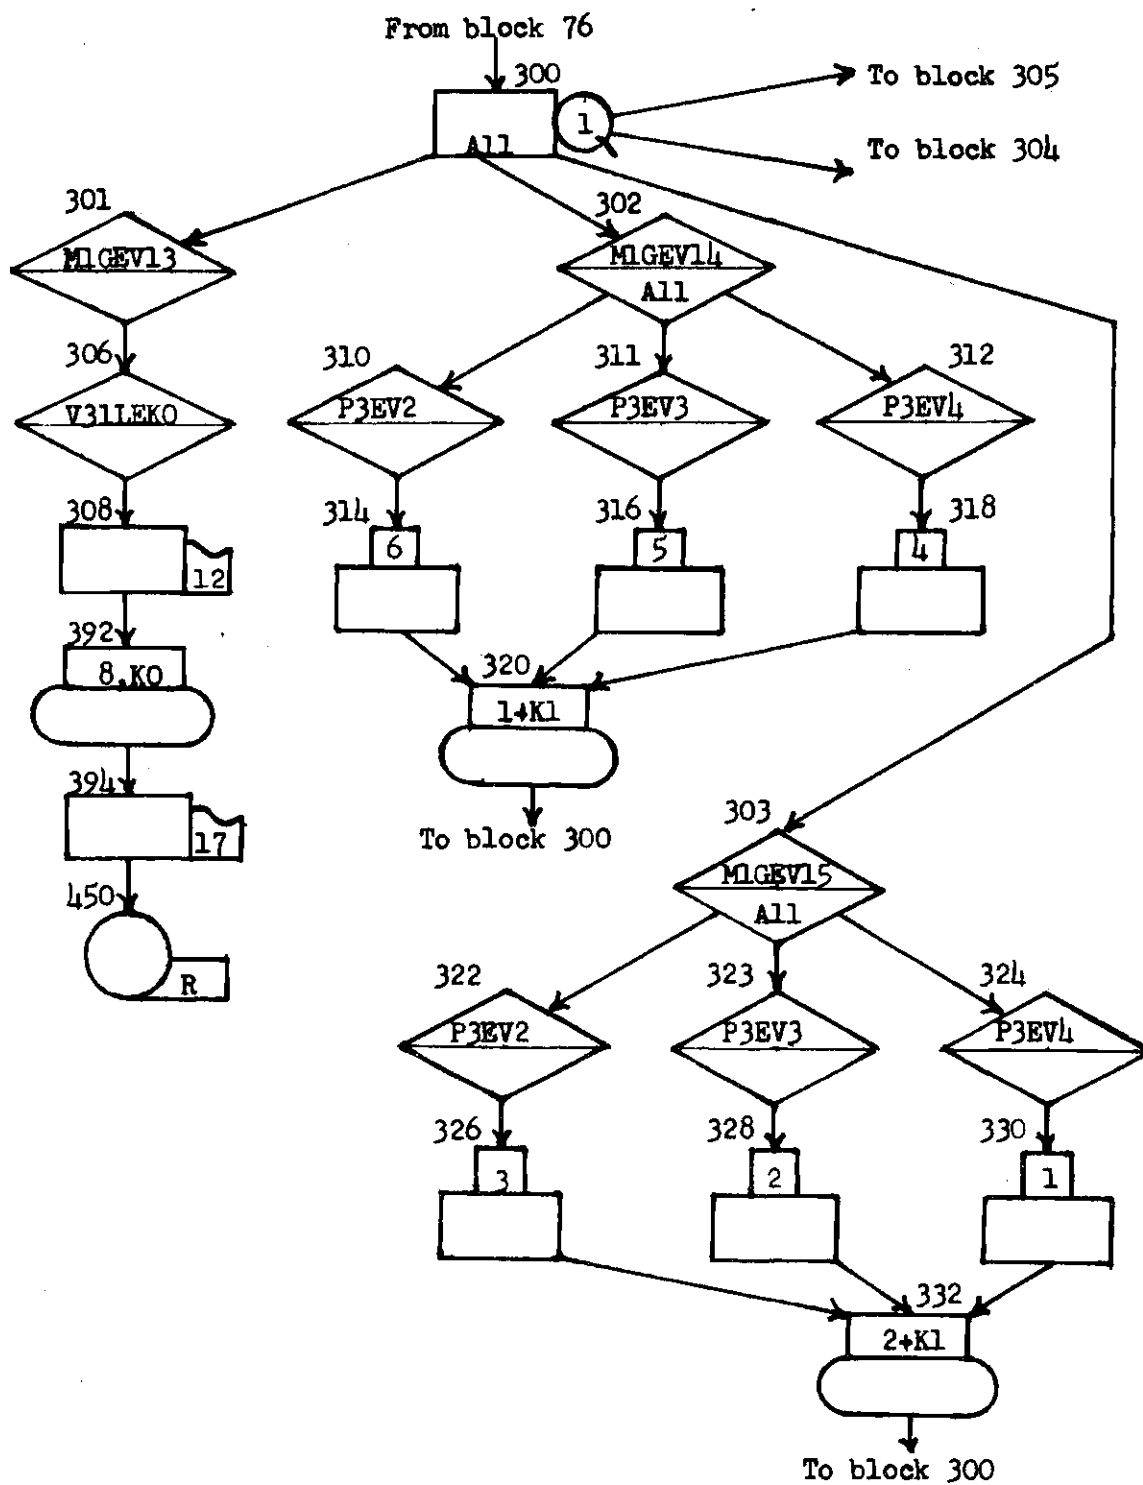 From block 76
300
1
All
To block 305
To block 304
301
M1GEV13
302
M1GEV14
All
306
V31LEK0
310
P3EV2
311
P3EV3
312
P3EV4
308
12
314
6
316
5
318
4
392
8,K0
320
1+K1
To block 300
394
17
450
R
303
M1GEV15
All
322
P3EV2
323
P3EV3
324
P3EV4
326
3
328
2
330
1
332
2+K1
To block 300